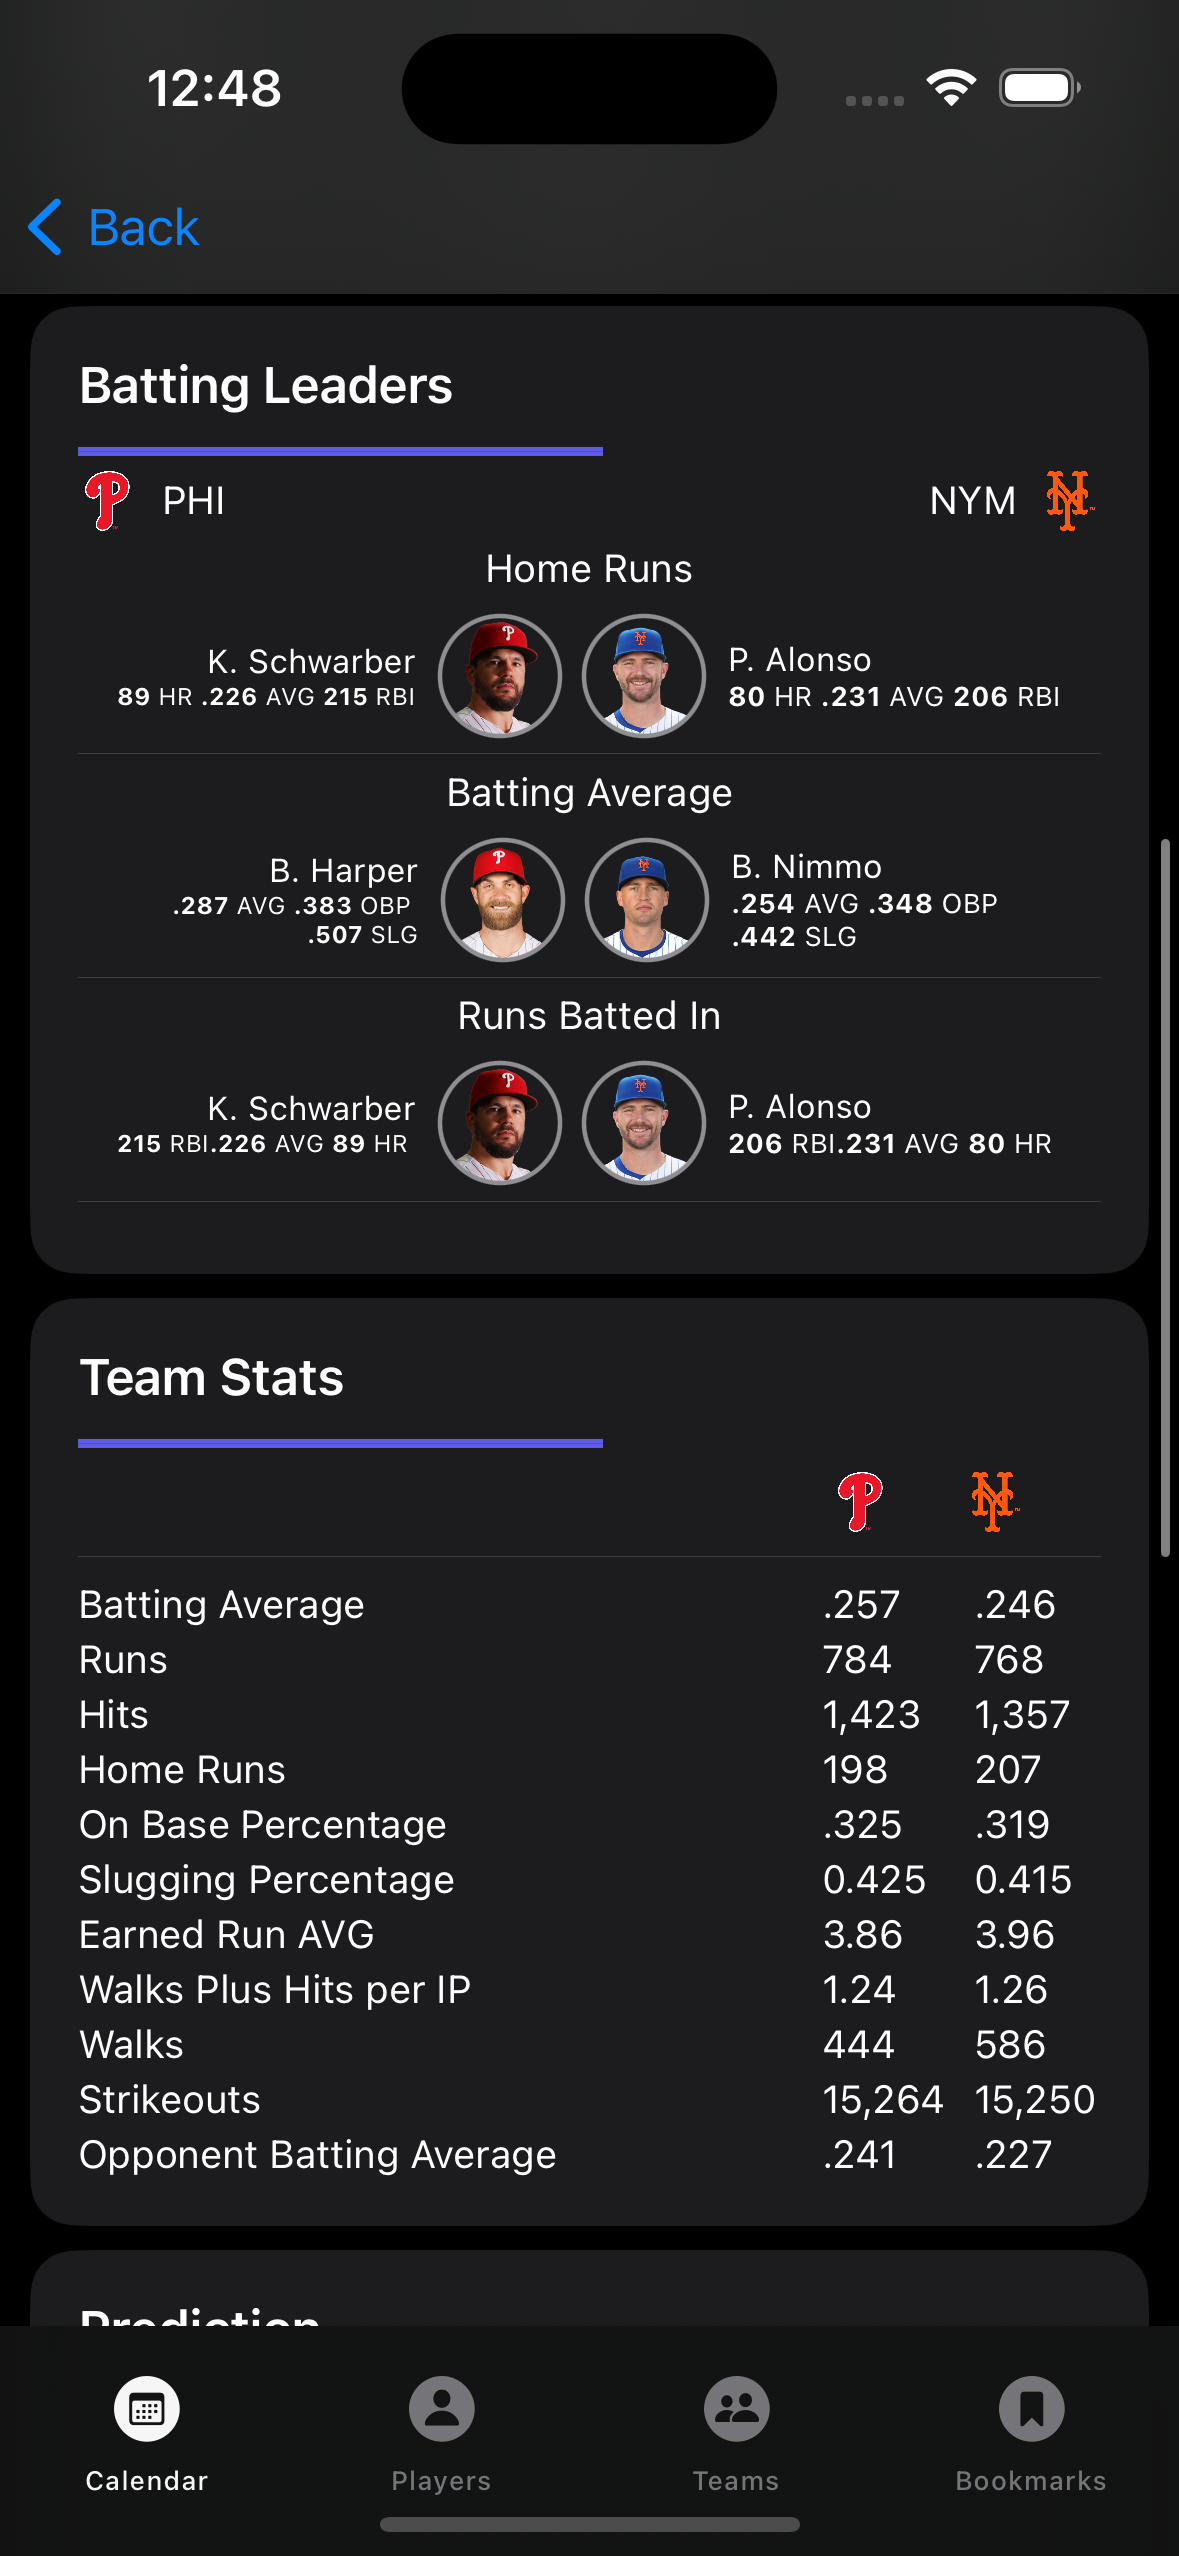 12:48
Back
Batting Leaders
PHI NYM
Home Runs
K. Schwarber
89 HR .226 AVG 215 RBI
P. Alonso
80 HR .231 AVG 206 RBI
Batting Average
B. Harper
.287 AVG .383 OBP
.507 SLG
B. Nimmo
.254 AVG .348 OBP
.442 SLG
Runs Batted In
K. Schwarber
215 RBI.226 AVG 89 HR
P. Alonso
206 RBI.231 AVG 80 HR
Team Stats
Batting Average .257 .246
Runs 784 768
Hits 1,423 1,357
Home Runs 198 207
On Base Percentage .325 .319
Slugging Percentage 0.425 0.415
Earned Run AVG 3.86 3.96
Walks Plus Hits per IP 1.24 1.26
Walks 444 586
Strikeouts 15,264 15,250
Opponent Batting Average .241 .227
Prediction
Calendar Players Teams Bookmarks